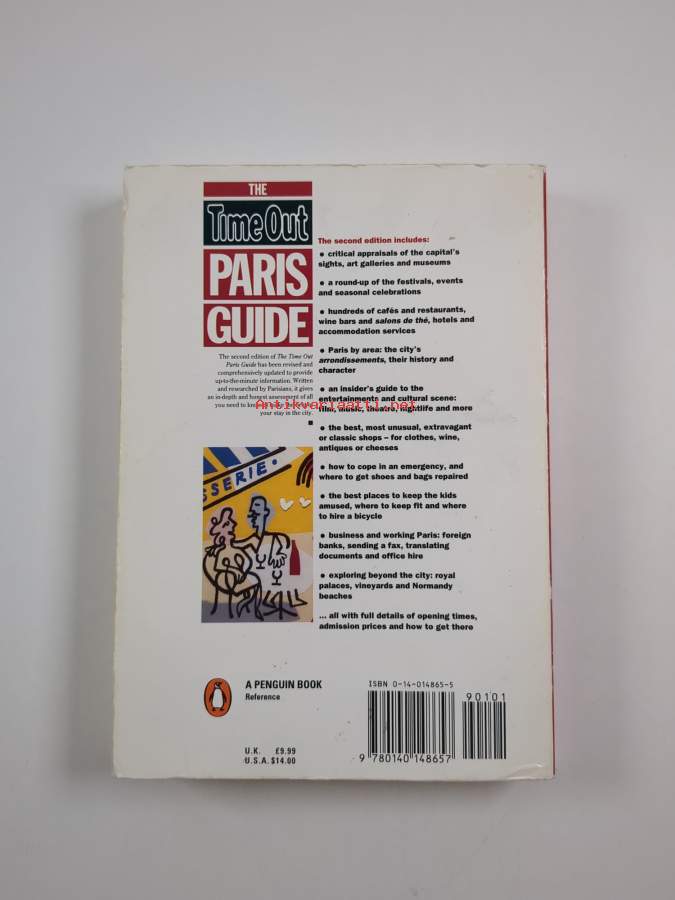 THE
Time Out
PARIS
GUIDE
The second edition of The Time Out
Paris Guide has been revised and
comprehensively updated to provide
up-to-the-minute information. Written
and researched by Parisians, it gives
an in-depth and honest assessment of all
you need to know to make the most of
your stay in the city.
SSERIE
The second edition includes:
• critical appraisals of the capital's
sights, art galleries and museums
• a round-up of the festivals, events
and seasonal celebrations
• hundreds of cafés and restaurants,
wine bars and salons de thé, hotels and
accommodation services
• Paris by area: the city's
arrondissements, their history and
character
• an insider's guide to the
entertainments and cultural scene:
film, music, theatre, nightlife and more
• the best, most unusual, extravagant
or classic shops – for clothes, wine,
antiques or cheeses
• how to cope in an emergency, and
where to get shoes and bags repaired
• the best places to keep the kids
amused, where to keep fit and where
to hire a bicycle
• business and working Paris: foreign
banks, sending a fax, translating
documents and office hire
• exploring beyond the city: royal
palaces, vineyards and Normandy
beaches
... all with full details of opening times,
admission prices and how to get there
Antikvariaatti.net
A PENGUIN BOOK
Reference
U.K. £9.99
U.S.A. $14.00
ISBN 0-14-014865-5
90101
9 780140 148657